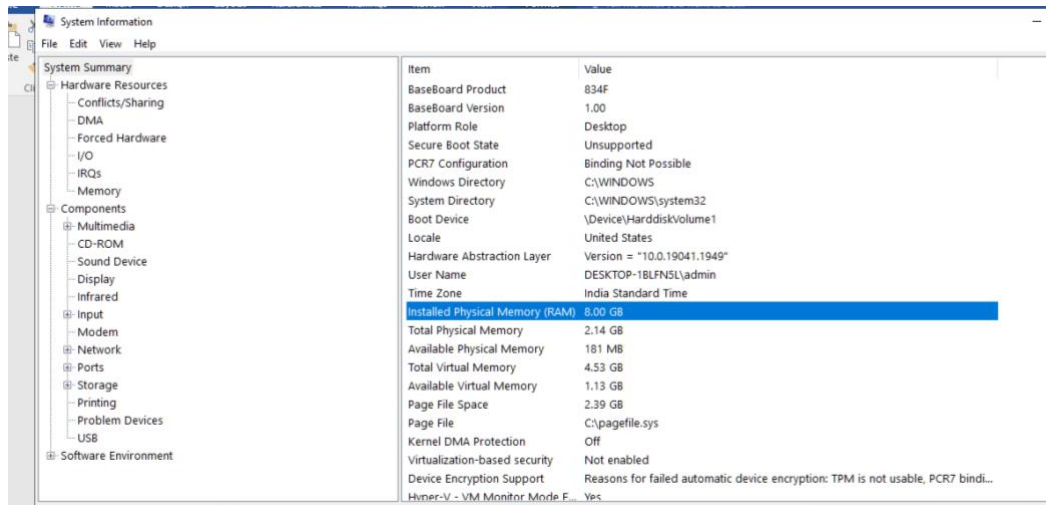 System Information
File Edit View Help
System Summary
Hardware Resources
Conflicts/Sharing
DMA
Forced Hardware
I/O
IRQs
Memory
Components
Multimedia
CD-ROM
Sound Device
Display
Infrared
Input
Modem
Network
Ports
Storage
Printing
Problem Devices
USB
Software Environment
Item Value
BaseBoard Product 834F
BaseBoard Version 1.00
Platform Role Desktop
Secure Boot State Unsupported
PCR7 Configuration Binding Not Possible
Windows Directory C:\WINDOWS
System Directory C:\WINDOWS\system32
Boot Device \Device\HarddiskVolume1
Locale United States
Hardware Abstraction Layer Version = "10.0.19041.1949"
User Name DESKTOP-1BLFN5L\admin
Time Zone India Standard Time
Installed Physical Memory (RAM) 8.00 GB
Total Physical Memory 2.14 GB
Available Physical Memory 181 MB
Total Virtual Memory 4.53 GB
Available Virtual Memory 1.13 GB
Page File Space 2.39 GB
Page File C:\pagefile.sys
Kernel DMA Protection Off
Virtualization-based security Not enabled
Device Encryption Support Reasons for failed automatic device encryption: TPM is not usable, PCR7 bindi...
Hyper-V - VM Monitor Mode E... Yes